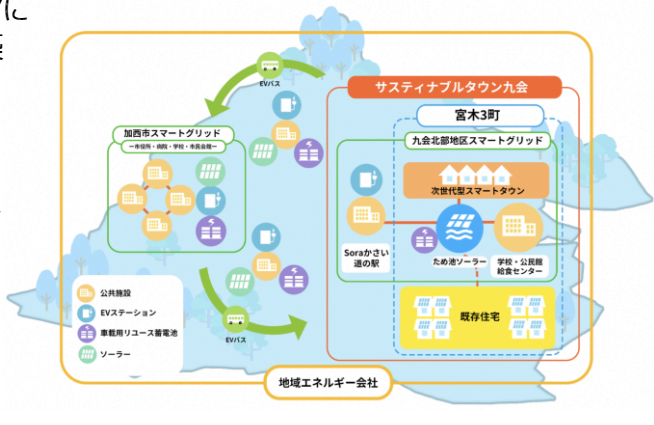 に
EVバス
サスティナブルタウン九会
宮木3町
加西市スマートグリッド
〜市役所・病院・学校・市民会館〜
九会北部地区スマートグリッド
次世代型スマートタウン
Soraかさい
道の駅
ため池ソーラー
学校・公民館
給食センター
既存住宅
公共施設
EVステーション
車載用リユース蓄電池
ソーラー
EVバス
地域エネルギー会社